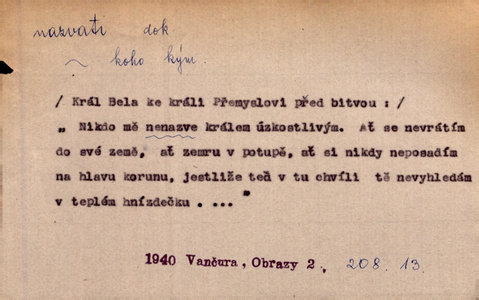 nazvati dok
~ koho kým.
/ Král Bela ke králi Přemyslovi před bitvou : /
„ Nikdo mě nenazve králem úzkostlivým. Ať se nevrátím
do své země, ať zemru v potupě, ať si nikdy neposadím
na hlavu korunu, jestliže teď v tu chvíli tě nevyhledám
v teplém hnízdečku . ... "
1940 Vančura, Obrazy 2. 208. 13.